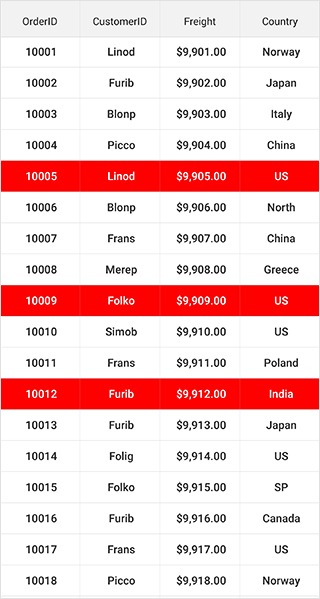 OrderID CustomerID Freight Country
10001 Linod $9,901.00 Norway
10002 Furib $9,902.00 Japan
10003 Blonp $9,903.00 Italy
10004 Picco $9,904.00 China
10005 Linod $9,905.00 US
10006 Blonp $9,906.00 North
10007 Frans $9,907.00 China
10008 Merep $9,908.00 Greece
10009 Folko $9,909.00 US
10010 Simob $9,910.00 US
10011 Frans $9,911.00 Poland
10012 Furib $9,912.00 India
10013 Furib $9,913.00 Japan
10014 Folig $9,914.00 US
10015 Folko $9,915.00 SP
10016 Furib $9,916.00 Canada
10017 Frans $9,917.00 US
10018 Picco $9,918.00 Norway